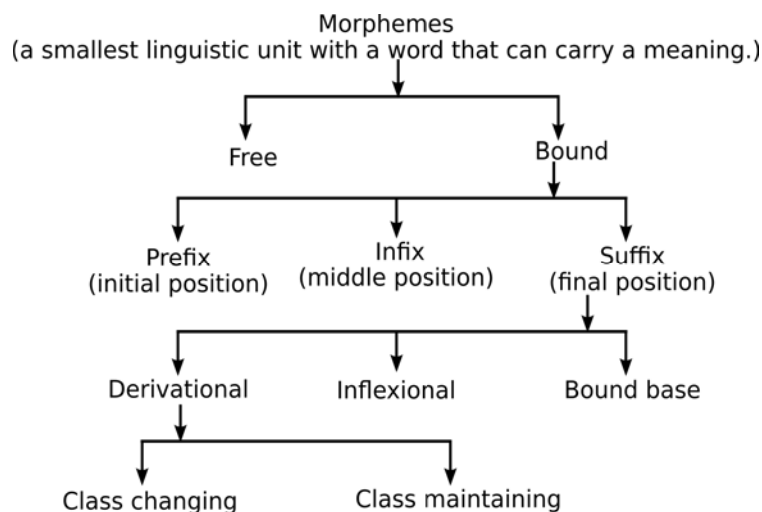 Morphemes
(a smallest linguistic unit with a word that can carry a meaning.)
Free
Bound
Prefix
(initial position)
Infix
(middle position)
Suffix
(final position)
Derivational
Inflexional
Bound base
Class changing
Class maintaining